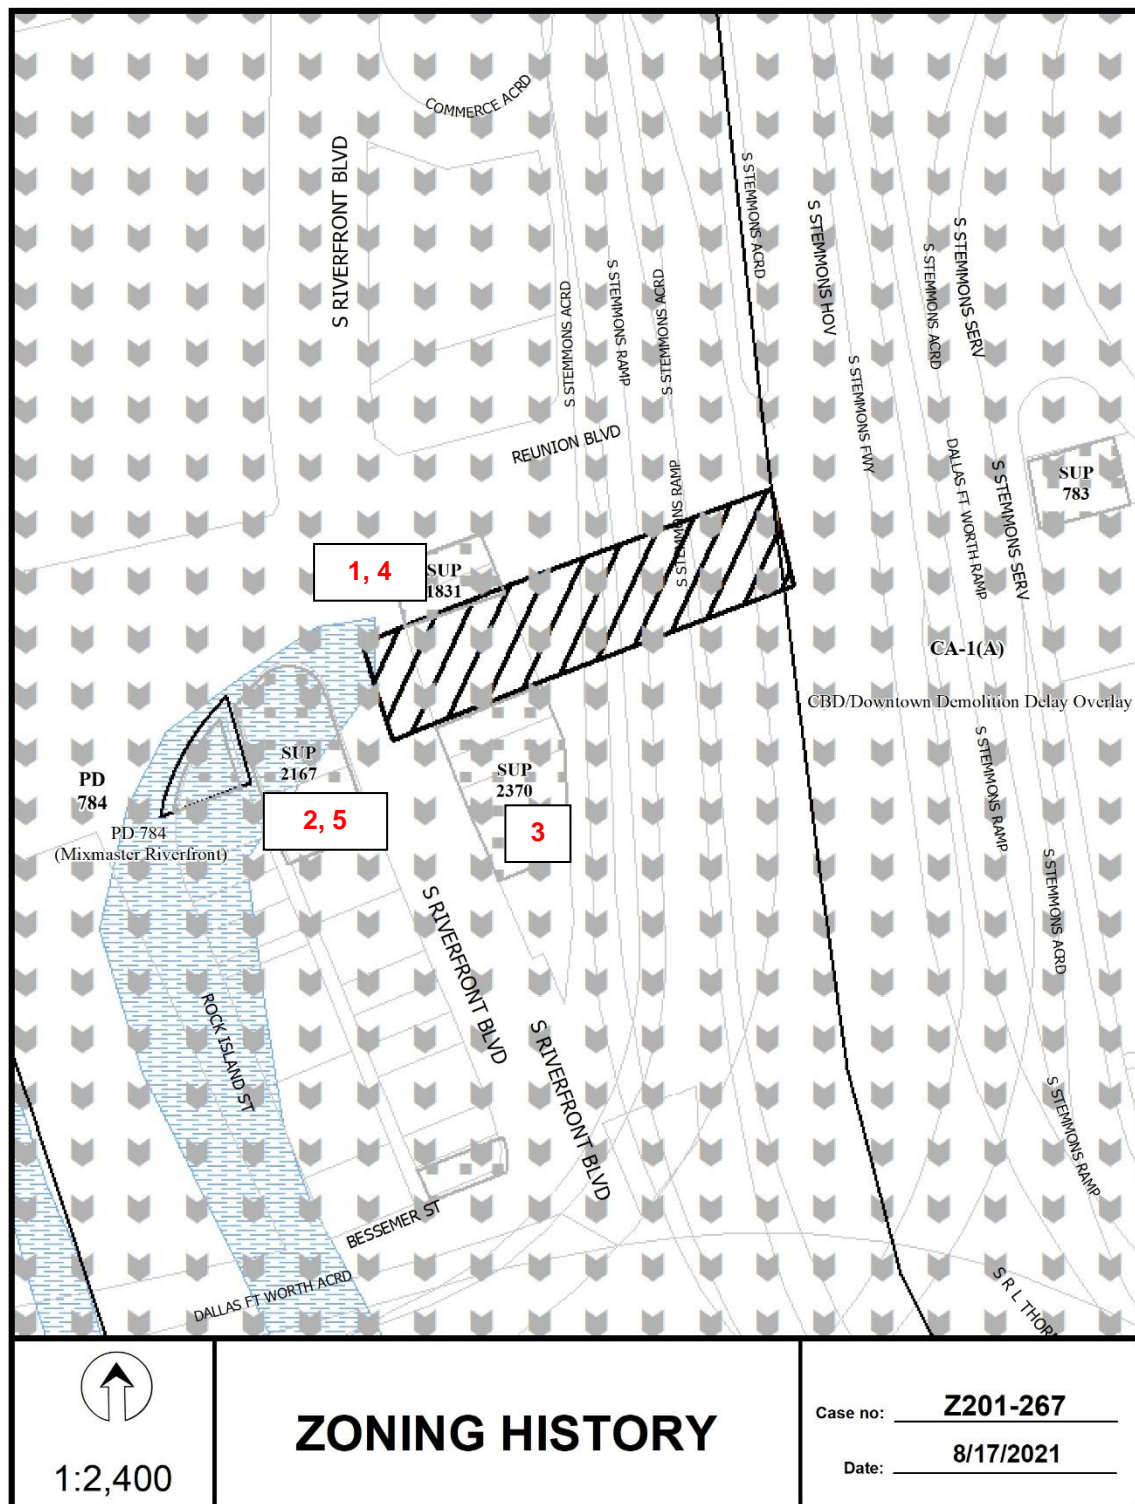 COMMERCE ACRD
S RIVERFRONT BLVD
S STEMMONS ACRD
S STEMMONS HOV
S STEMMONS SERV
S STEMMONS ACRD
S STEMMONS RAMP
S STEMMONS ACRD
S STEMMONS ACRD
S STEMMONS FWY
REUNION BLVD
DALLAS FT WORTH RAMP
S STEMMONS SERV
S STEMMONS RAMP
SUP
783
1, 4
SUP
1831
CA-1(A)
CBD/Downtown Demolition Delay Overlay
SUP
2167
SUP
2370
PD
784
2, 5
3
PD 784
(Mixmaster Riverfront)
S STEMMONS RAMP
S STEMMONS ACRD
S RIVERFRONT BLVD
ROCK ISLAND ST
S RIVERFRONT BLVD
S STEMMONS RAMP
BESSEMER ST
DALLAS FT WORTH ACRD
S R L THOR
1:2,400
ZONING HISTORY
Case no: Z201-267
Date: 8/17/2021